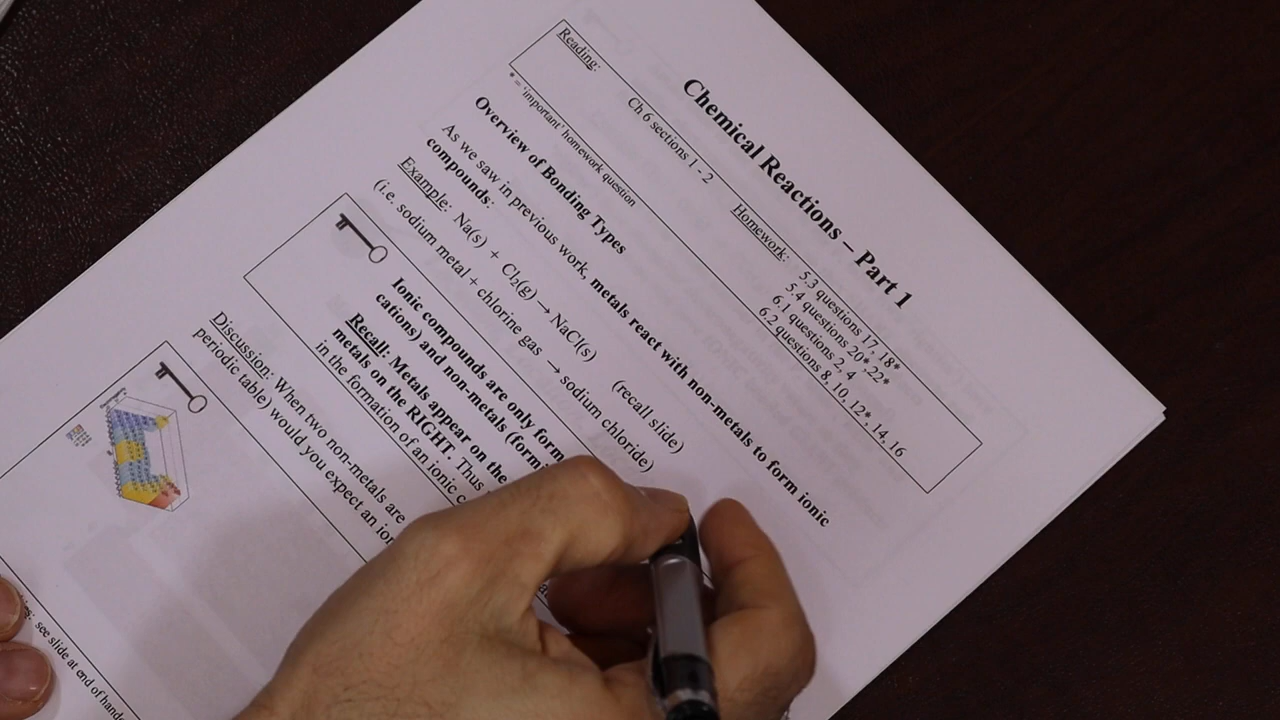 Chemical Reactions – Part 1
Reading:
Ch 6 sections 1 - 2
Homework:
5.3 questions 17, 18*
5.4 questions 20*,22*
6.1 questions 2, 4
6.2 questions 8, 10, 12*, 14, 16
* = 'important' homework question
Overview of Bonding Types
As we saw in previous work, metals react with non-metals to form ionic
compounds:
Example: Na(s) + Cl₂(g) → NaCl(s) (recall slide)
(i.e. sodium metal + chlorine gas → sodium chloride)
Ionic compounds are only form
cations) and non-metals (formi
Recall: Metals appear on the
metals on the RIGHT. Thus
in the formation of an ionic c
Discussion: When two non-metals are
periodic table) would you expect an ion
see slide at end of hando